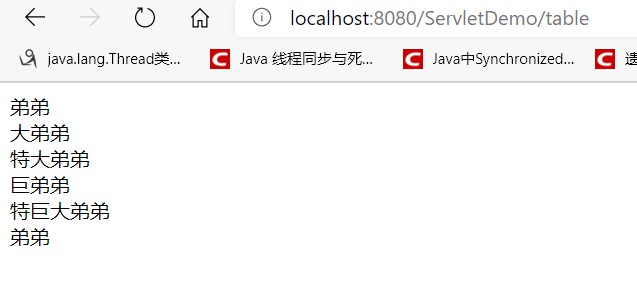 localhost:8080/ServletDemo/table
java.lang.Thread类... Java 线程同步与死... Java中Synchronized... 遗
弟弟
大弟弟
特大弟弟
巨弟弟
特巨大弟弟
弟弟